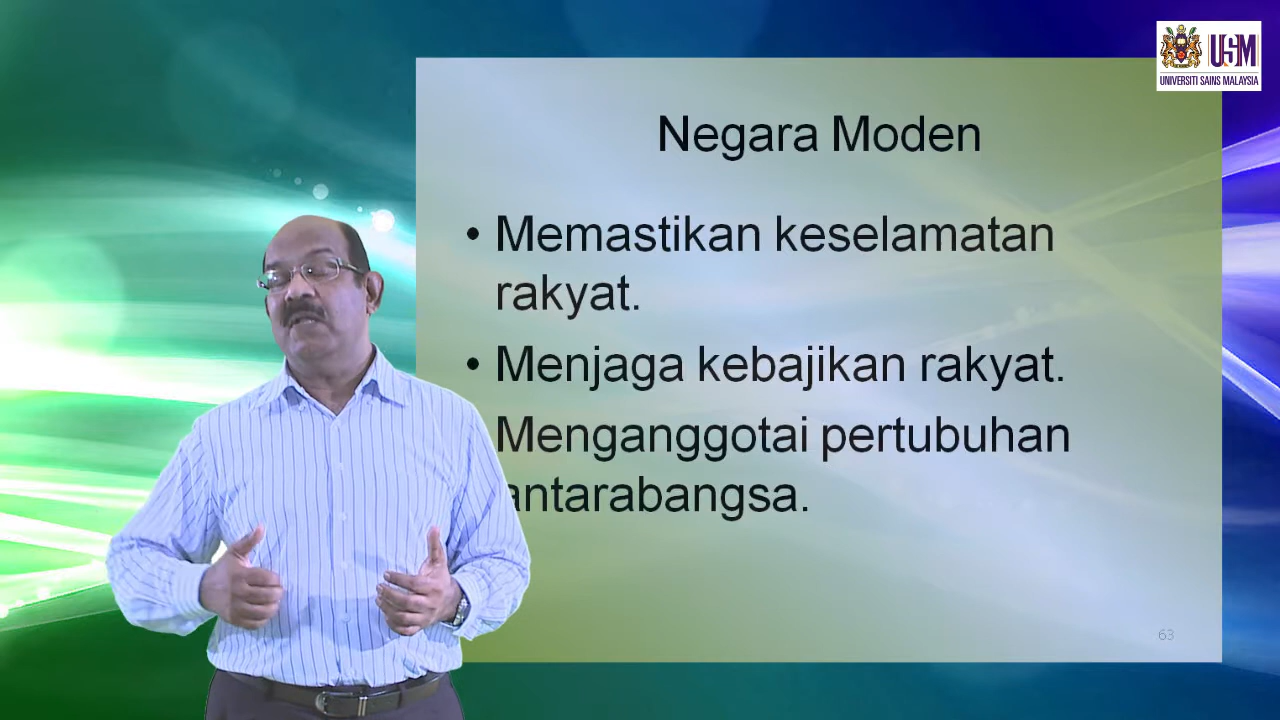 USM
UNIVERSITI SAINS MALAYSIA
Negara Moden
• Memastikan keselamatan
rakyat.
• Menjaga kebajikan rakyat.
Menganggotai pertubuhan
antarabangsa.
63